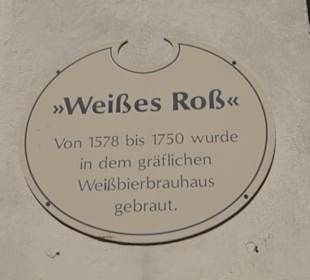 »Weißes Roß«
Von 1578 bis 1750 wurde
in dem gräflichen
Weißbierbrauhaus
gebraut.